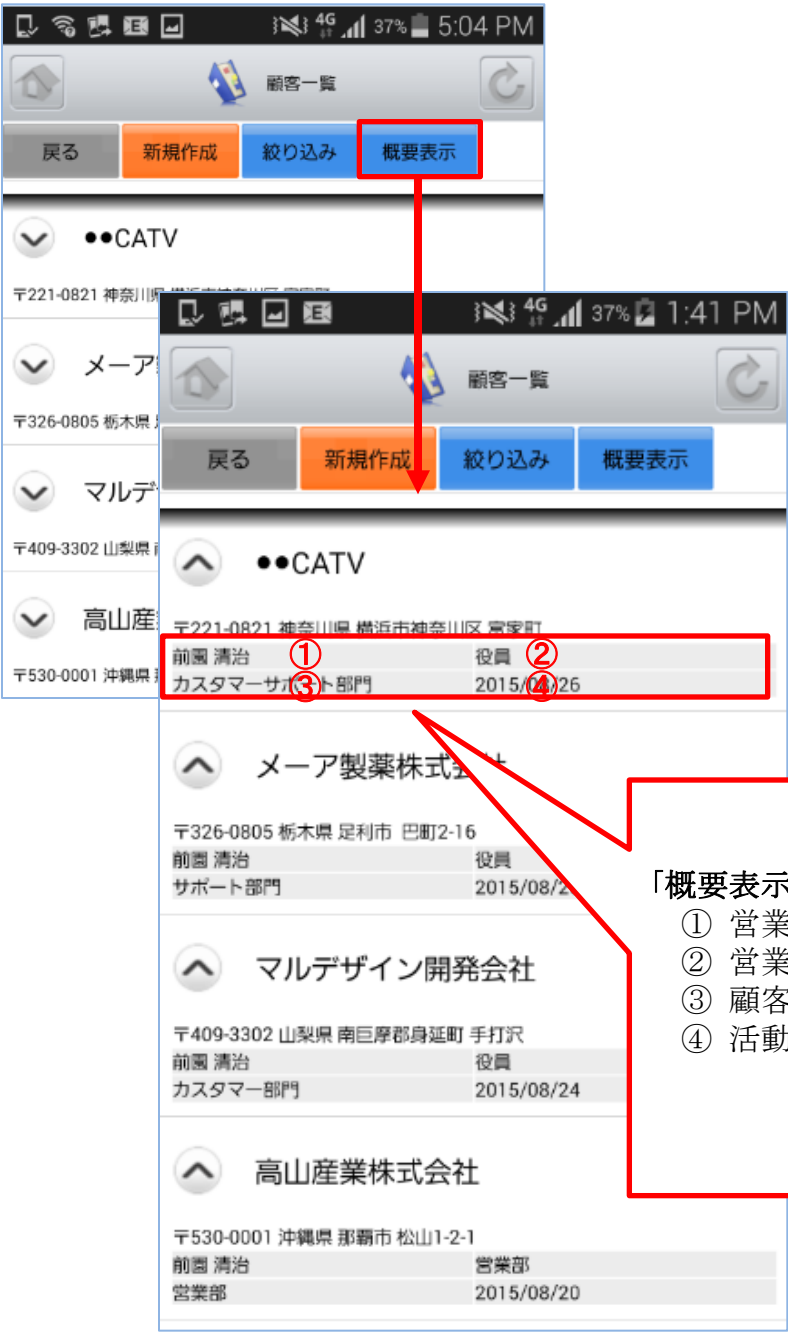 37% 5:04 PM
4G
顧客一覧
戻る 新規作成 絞り込み 概要表示
●●CATV
〒221-0821 神奈川県
メーア
〒326-0805 栃木県
マルデ
〒409-3302 山梨県
高山産
〒530-0001 沖縄県
4G 37% 1:41 PM
顧客一覧
戻る 新規作成 絞り込み 概要表示
●●CATV
〒221-0821 神奈川県 横浜市神奈川区 富家町
前園 清治 ① 役員 ②
カスタマーサポート部門 ③ 2015/08/26 ④
メーア製薬株式会社
〒326-0805 栃木県 足利市 巴町2-16
前園 清治 役員
サポート部門 2015/08/2
マルデザイン開発会社
〒409-3302 山梨県 南巨摩郡身延町 手打沢
前園 清治 役員
カスタマー部門 2015/08/24
高山産業株式会社
〒530-0001 沖縄県 那覇市 松山1-2-1
前園 清治 営業部
営業部 2015/08/20
「概要表示
① 営業
② 営業
③ 顧客
④ 活動